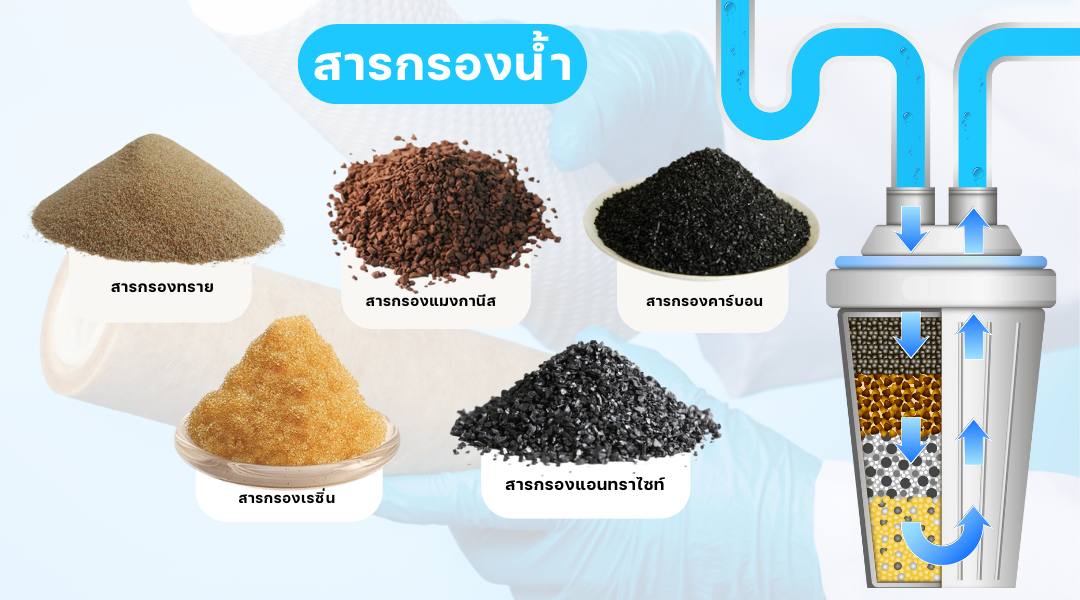 สารกรองน้ำ
สารกรองทราย
สารกรองแมงกานีส
สารกรองคาร์บอน
สารกรองเรซิ่น
สารกรองแอนทราไซท์